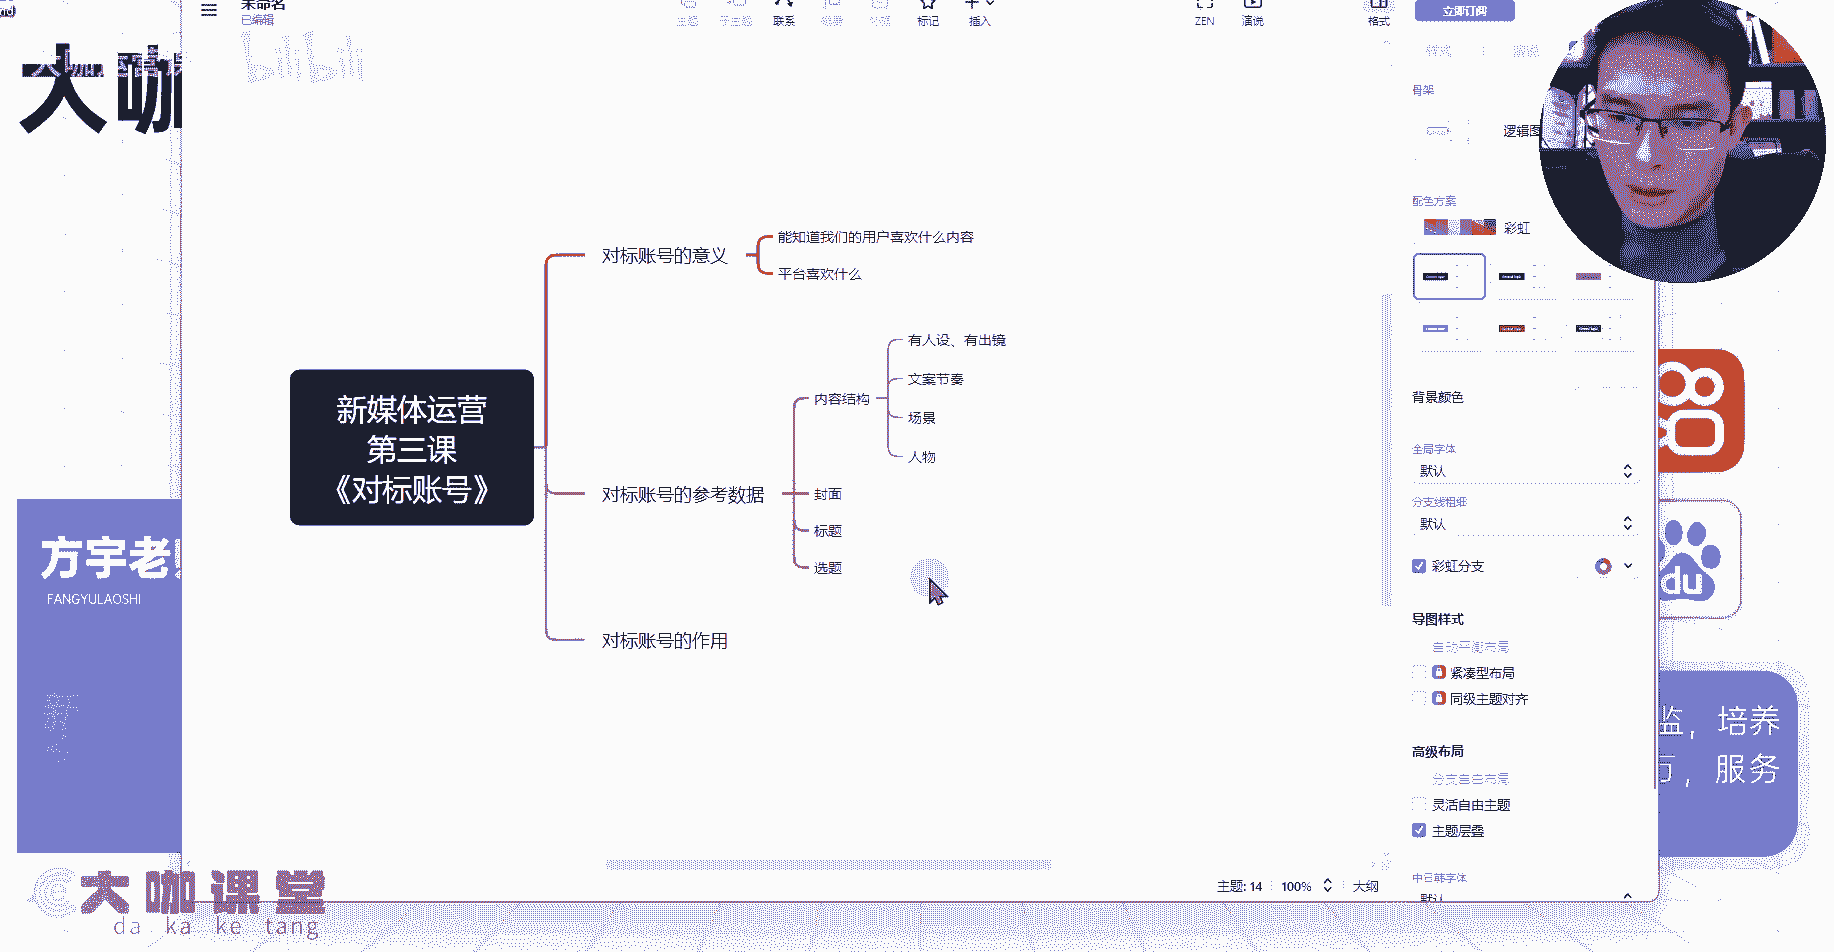 未命名
已编辑
主题
子主题
联系
概要
外框
标记
插入
ZEN
演说
格式
立即订阅
bilibili
大咖
样式
骨架
逻辑图
配色方案
彩虹
对标账号的意义
能知道我们的用户喜欢什么内容
平台喜欢什么
有人设、有出镜
文案节奏
内容结构
场景
人物
新媒体运营
第三课
《对标账号》
对标账号的参考数据
封面
标题
选题
对标账号的作用
背景颜色
全局字体
默认
分支线粗细
默认
彩虹分支
导图样式
自动平衡布局
紧凑型布局
同级主题对齐
高级布局
分支自由布局
灵活自由主题
主题层叠
中日韩字体
默认
主题: 14
100%
大纲
方宇老
FANGYULAOSHI
du
监，培养
，服务
大咖课堂
da ka ke tang